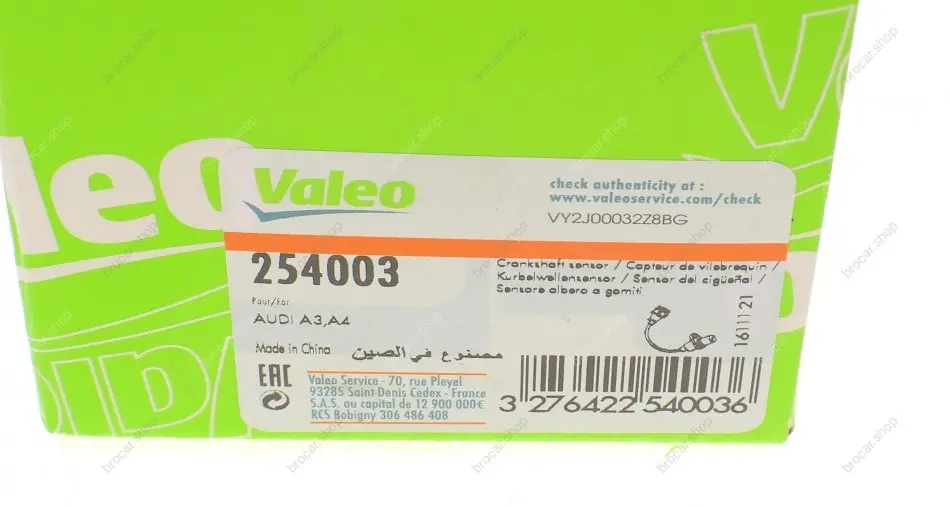 Valeo
check authenticity at :
www.valeoservice.com/check
VY2J00032Z8BG
254003
Crankshaft sensor / Capteur de vilebrequin /
Kurbelwellensensor / Sensor del cigüeñal /
Sensore albero a gomiti
Pour/For
AUDI A3,A4
161121
Made in China مصنوع في الصين
EAC
Valeo Service - 70, rue Pleyel
93285 Saint-Denis Cedex - France
S.A.S. au capital de 12 900 000€
RCS Bobigny 306 486 408
3 276422 540036
leo
brocar.shop